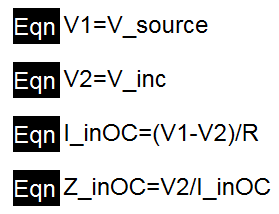 Eqn V1=V_source
Eqn V2=V_inc
Eqn I_inOC=(V1-V2)/R
Eqn Z_inOC=V2/I_inOC